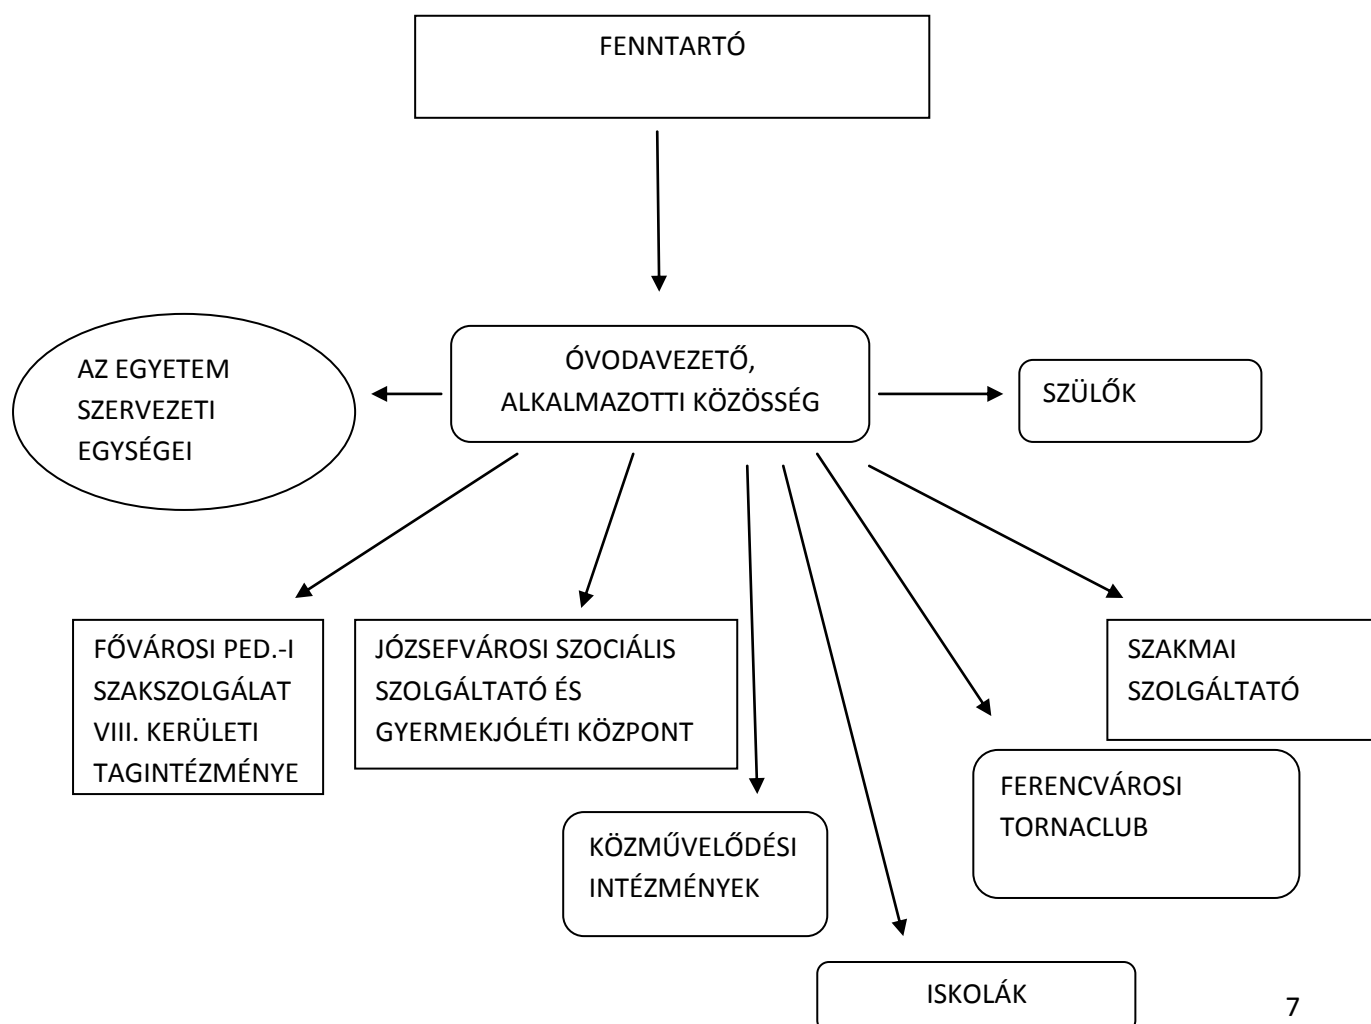 FENNTARTÓ
AZ EGYETEM
SZERVEZETI
EGYSÉGEI
ÓVODAVEZETŐ,
ALKALMAZOTTI KÖZÖSSÉG
SZÜLŐK
FŐVÁROSI PED.-I
SZAKSZOLGÁLAT
VIII. KERÜLETI
TAGINTÉZMÉNYE
JÓZSEFVÁROSI SZOCIÁLIS
SZOLGÁLTATÓ ÉS
GYERMEKJÓLÉTI KÖZPONT
SZAKMAI
SZOLGÁLTATÓ
FERENCVÁROSI
TORNACLUB
KÖZMŰVELŐDÉSI
INTÉZMÉNYEK
ISKOLÁK
7